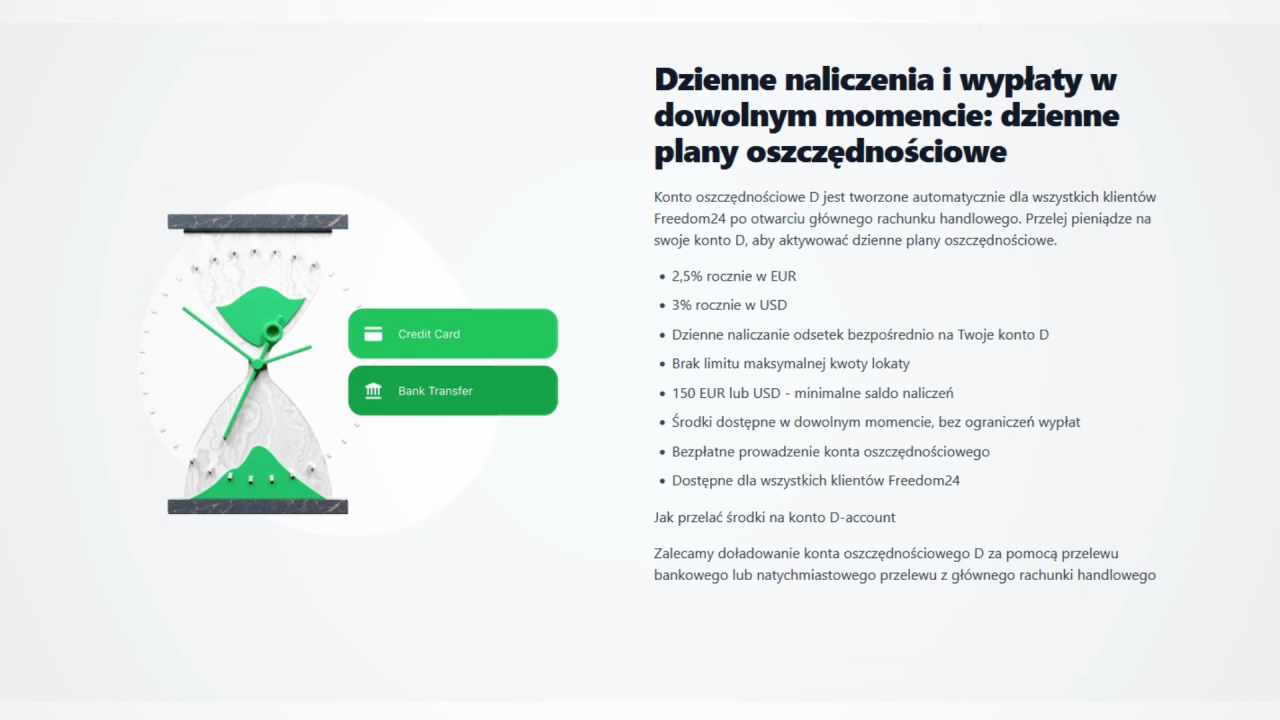 Dzienne naliczenia i wypłaty w
dowolnym momencie: dzienne
plany oszczędnościowe
Konto oszczędnościowe D jest tworzone automatycznie dla wszystkich klientów
Freedom24 po otwarciu głównego rachunku handlowego. Przelej pieniądze na
swoje konto D, aby aktywować dzienne plany oszczędnościowe.
• 2,5% rocznie w EUR
• 3% rocznie w USD
• Dzienne naliczanie odsetek bezpośrednio na Twoje konto D
• Brak limitu maksymalnej kwoty lokaty
• 150 EUR lub USD - minimalne saldo naliczeń
• Środki dostępne w dowolnym momencie, bez ograniczeń wypłat
• Bezpłatne prowadzenie konta oszczędnościowego
• Dostępne dla wszystkich klientów Freedom24
Jak przelać środki na konto D-account
Zalecamy doładowanie konta oszczędnościowego D za pomocą przelewu
bankowego lub natychmiastowego przelewu z głównego rachunki handlowego
Credit Card
Bank Transfer